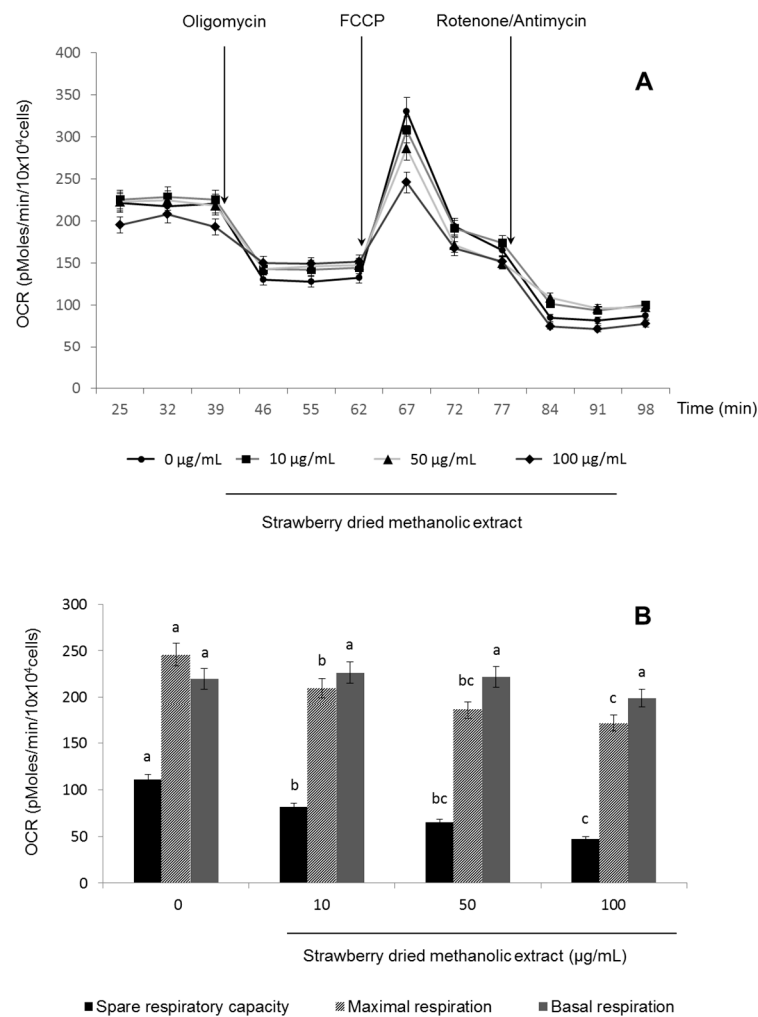 Oligomycin FCCP Rotenone/Antimycin
A
OCR (pMoles/min/10x10⁴cells)
400
350
300
250
200
150
100
50
0
25 32 39 46 55 62 67 72 77 84 91 98 Time (min)
0 µg/mL 10 µg/mL 50 µg/mL 100 µg/mL
Strawberry dried methanolic extract
B
OCR (pMoles/min/10x10⁴cells)
300
250
200
150
100
50
0
a a a
b b a
bc bc a
c c a
0 10 50 100
Strawberry dried methanolic extract (µg/mL)
Spare respiratory capacity Maximal respiration Basal respiration